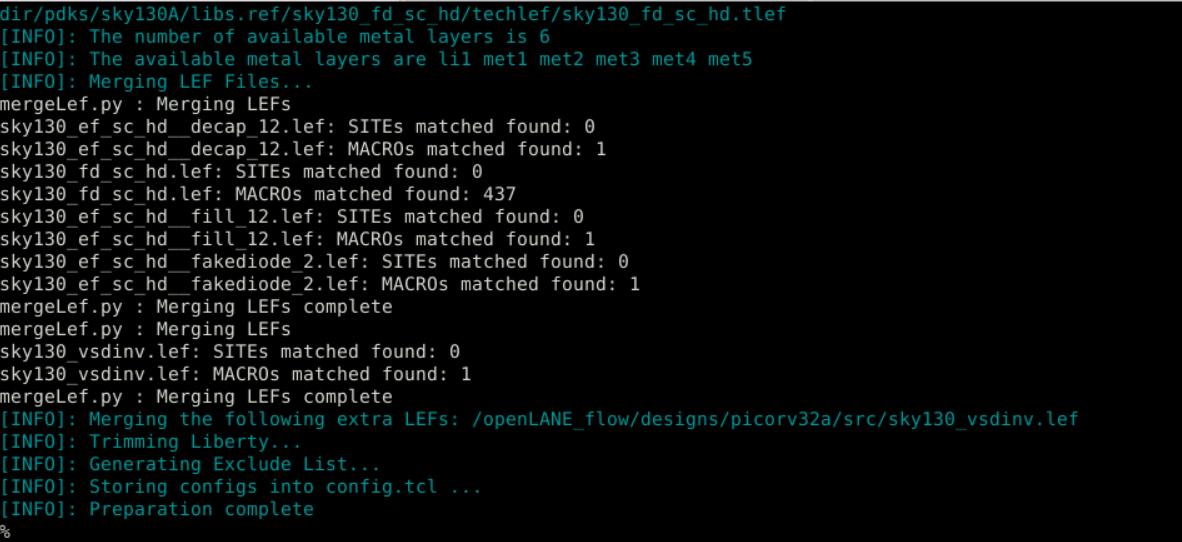 dir/pdks/sky130A/libs.ref/sky130_fd_sc_hd/techlef/sky130_fd_sc_hd.tlef
[INFO]: The number of available metal layers is 6
[INFO]: The available metal layers are li1 met1 met2 met3 met4 met5
[INFO]: Merging LEF Files...
mergeLef.py : Merging LEFs
sky130_ef_sc_hd__decap_12.lef: SITEs matched found: 0
sky130_ef_sc_hd__decap_12.lef: MACROs matched found: 1
sky130_fd_sc_hd.lef: SITEs matched found: 0
sky130_fd_sc_hd.lef: MACROs matched found: 437
sky130_ef_sc_hd__fill_12.lef: SITEs matched found: 0
sky130_ef_sc_hd__fill_12.lef: MACROs matched found: 1
sky130_ef_sc_hd__fakediode_2.lef: SITEs matched found: 0
sky130_ef_sc_hd__fakediode_2.lef: MACROs matched found: 1
mergeLef.py : Merging LEFs complete
mergeLef.py : Merging LEFs
sky130_vsdinv.lef: SITEs matched found: 0
sky130_vsdinv.lef: MACROs matched found: 1
mergeLef.py : Merging LEFs complete
[INFO]: Merging the following extra LEFs: /openLANE_flow/designs/picorv32a/src/sky130_vsdinv.lef
[INFO]: Trimming Liberty...
[INFO]: Generating Exclude List...
[INFO]: Storing configs into config.tcl ...
[INFO]: Preparation complete
%